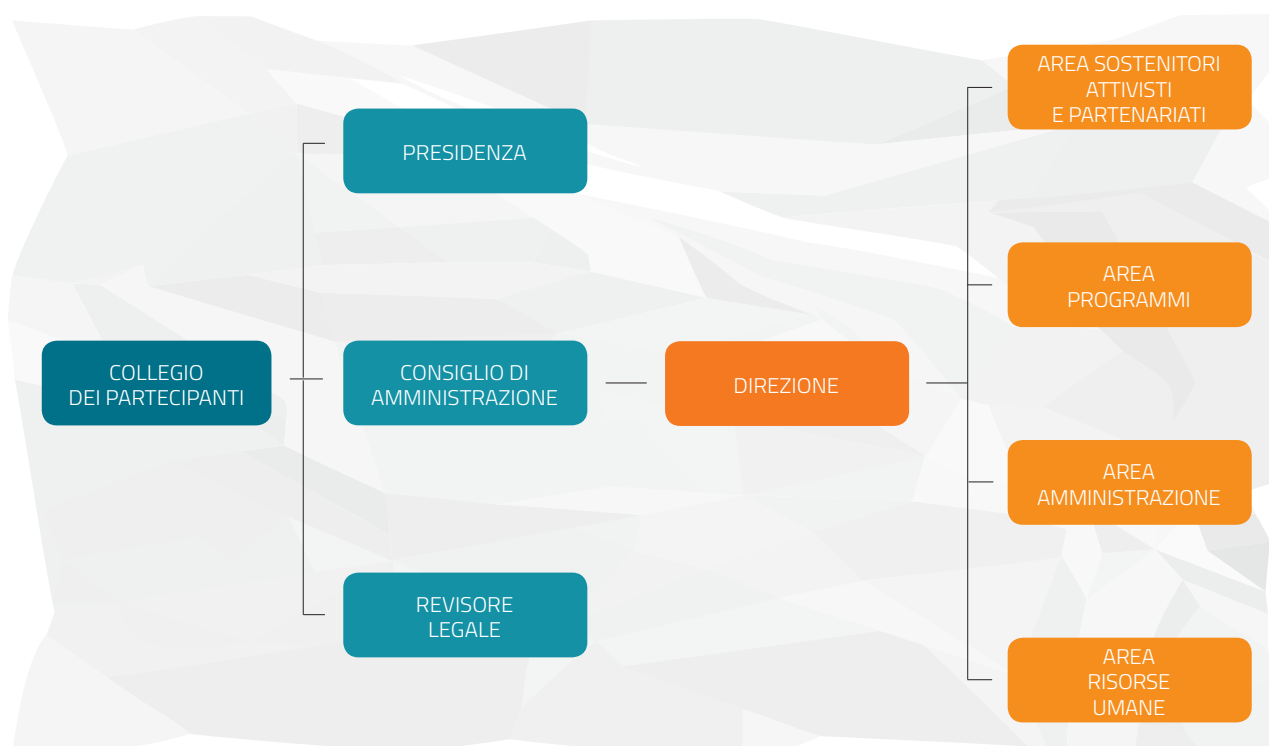 COLLEGIO
DEI PARTECIPANTI
PRESIDENZA
CONSIGLIO DI
AMMINISTRAZIONE
REVISORE
LEGALE
DIREZIONE
AREA SOSTENITORI
ATTIVISTI
E PARTENARIATI
AREA
PROGRAMMI
AREA
AMMINISTRAZIONE
AREA
RISORSE
UMANE